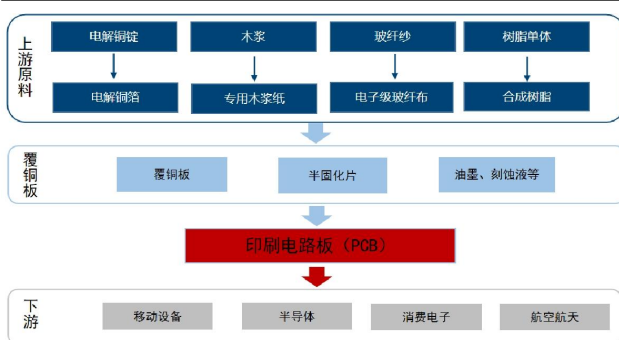 上游原料
电解铜锭
木浆
玻纤纱
树脂单体
电解铜箔
专用木浆纸
电子级玻纤布
合成树脂
覆铜板
覆铜板
半固化片
油墨、刻蚀液等
印刷电路板（PCB）
下游
移动设备
半导体
消费电子
航空航天